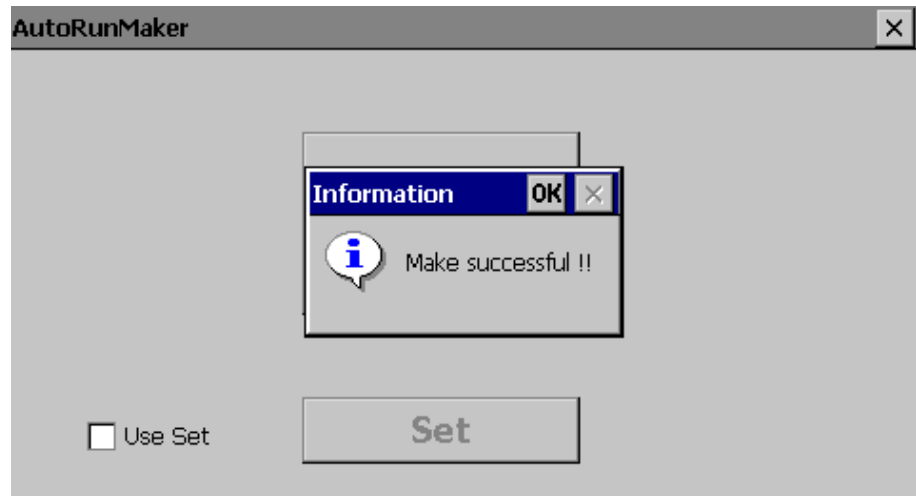 AutoRunMaker
Information OK
Make successful !!
Use Set
Set